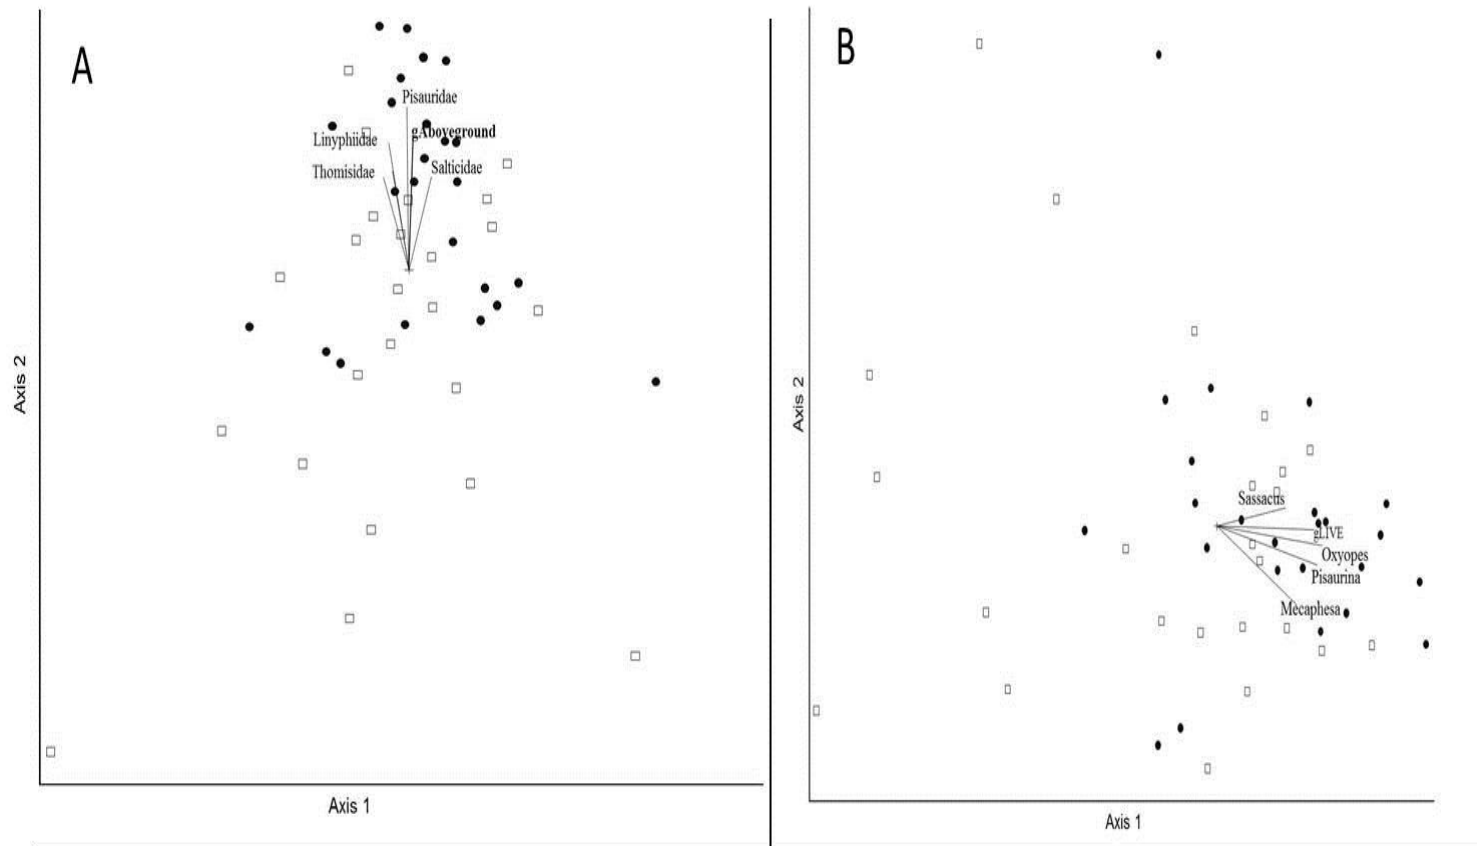 A
Pisauridae
gAboveground
Linyphiidae
Thomisidae
Salticidae
Axis 2
Axis 1
B
Sassacus
gLIVE
Oxyopes
Pisaurina
Mecaphesa
Axis 2
Axis 1